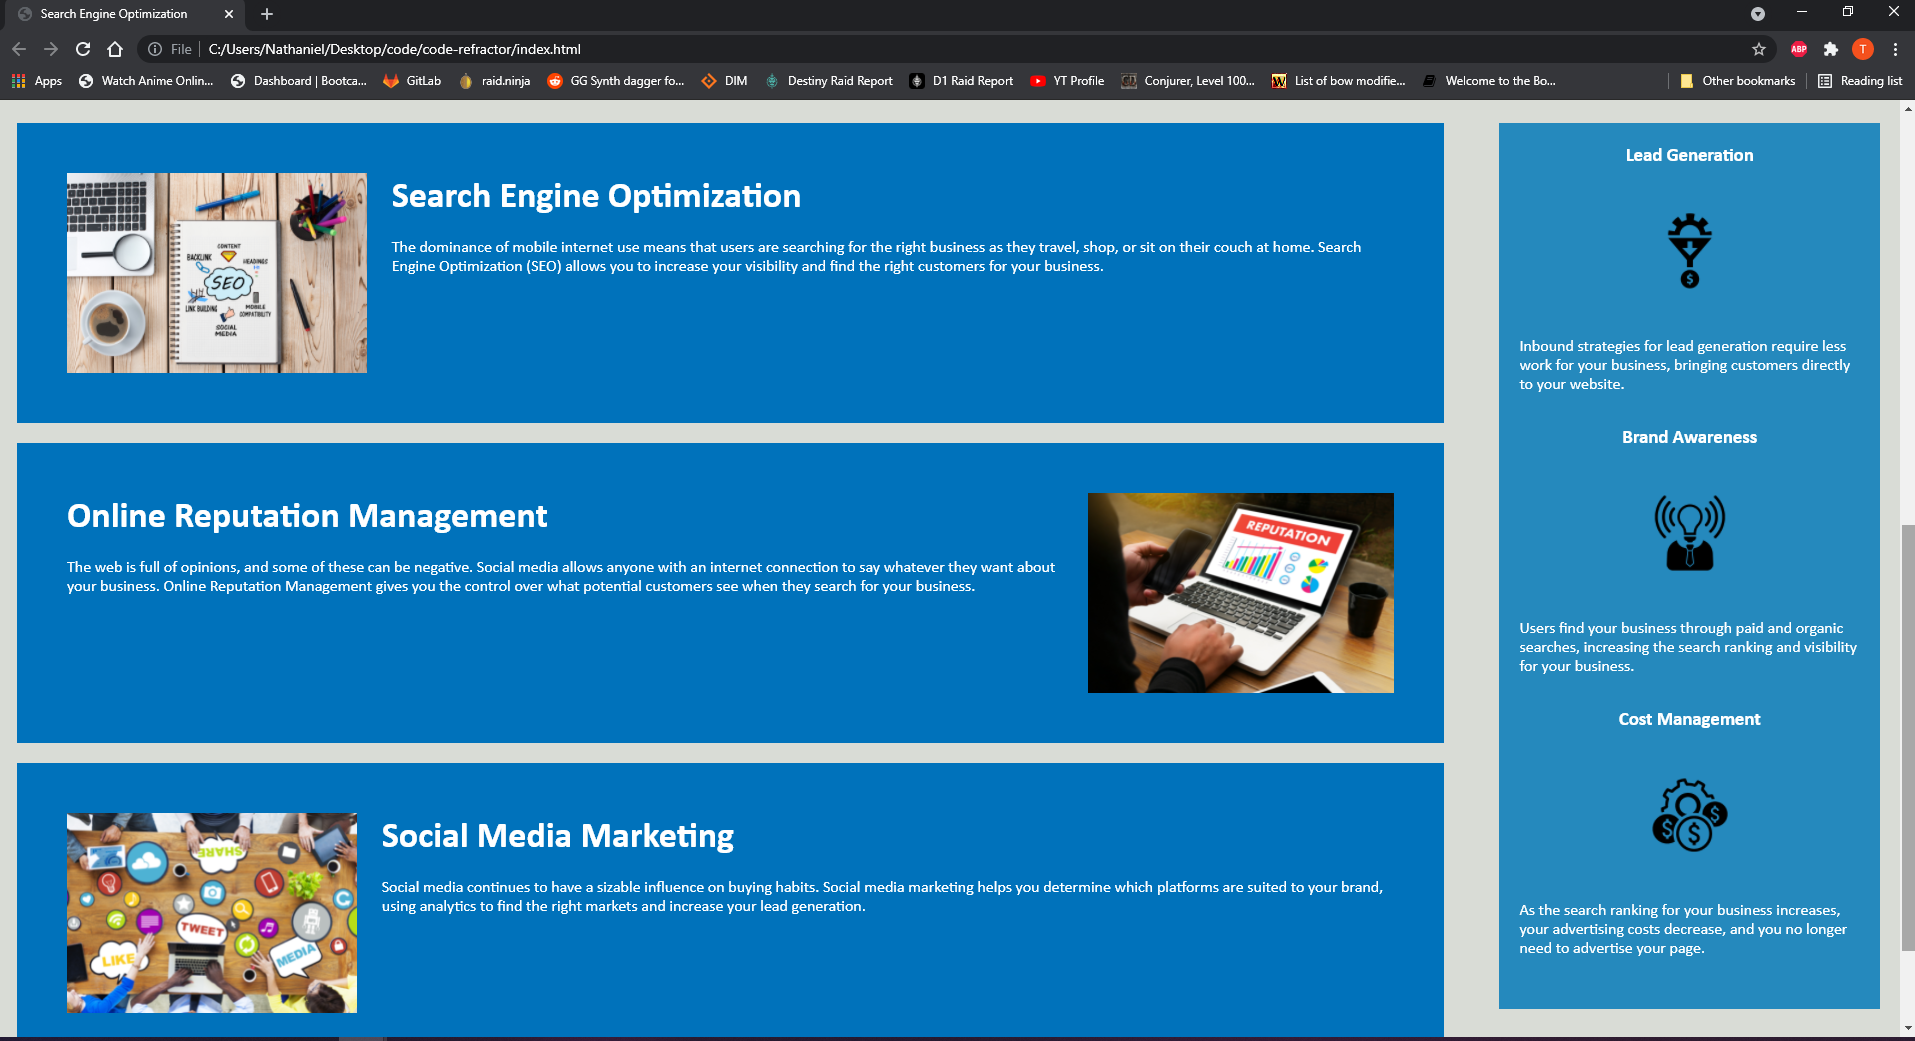 Search Engine Optimization
File
C:/Users/Nathaniel/Desktop/code/code-refractor/index.html
ABP
T
Apps
Watch Anime Onlin...
Dashboard | Bootca...
GitLab
raid.ninja
GG Synth dagger fo...
DIM
Destiny Raid Report
D1 Raid Report
YT Profile
Conjurer, Level 100...
W
List of bow modifie...
Welcome to the Bo...
Other bookmarks
Reading list
CONTENT
BACKLINK
HEADINGS
SEO
LINK BUILDING
MOBILE
COMPATIBILITY
SOCIAL
MEDIA
Search Engine Optimization
The dominance of mobile internet use means that users are searching for the right business as they travel, shop, or sit on their couch at home. Search
Engine Optimization (SEO) allows you to increase your visibility and find the right customers for your business.
Online Reputation Management
The web is full of opinions, and some of these can be negative. Social media allows anyone with an internet connection to say whatever they want about
your business. Online Reputation Management gives you the control over what potential customers see when they search for your business.
REPUTATION
SHARE
TWEET
LIKE
MEDIA
Social Media Marketing
Social media continues to have a sizable influence on buying habits. Social media marketing helps you determine which platforms are suited to your brand,
using analytics to find the right markets and increase your lead generation.
Lead Generation
$
Inbound strategies for lead generation require less
work for your business, bringing customers directly
to your website.
Brand Awareness
Users find your business through paid and organic
searches, increasing the search ranking and visibility
for your business.
Cost Management
$ $ $
As the search ranking for your business increases,
your advertising costs decrease, and you no longer
need to advertise your page.